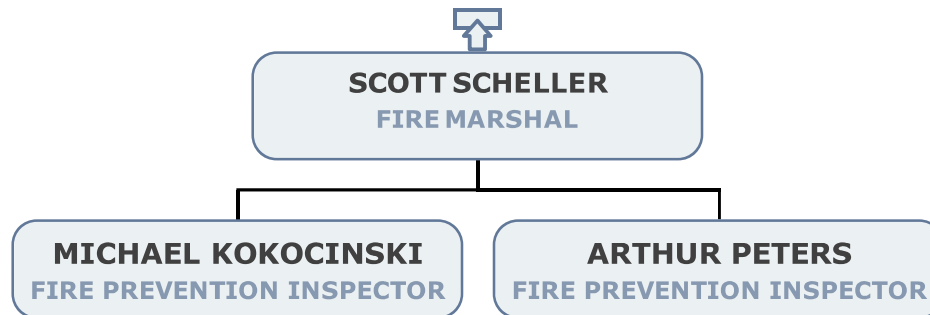 SCOTT SCHELLER
FIRE MARSHAL
MICHAEL KOKOCINSKI
FIRE PREVENTION INSPECTOR
ARTHUR PETERS
FIRE PREVENTION INSPECTOR